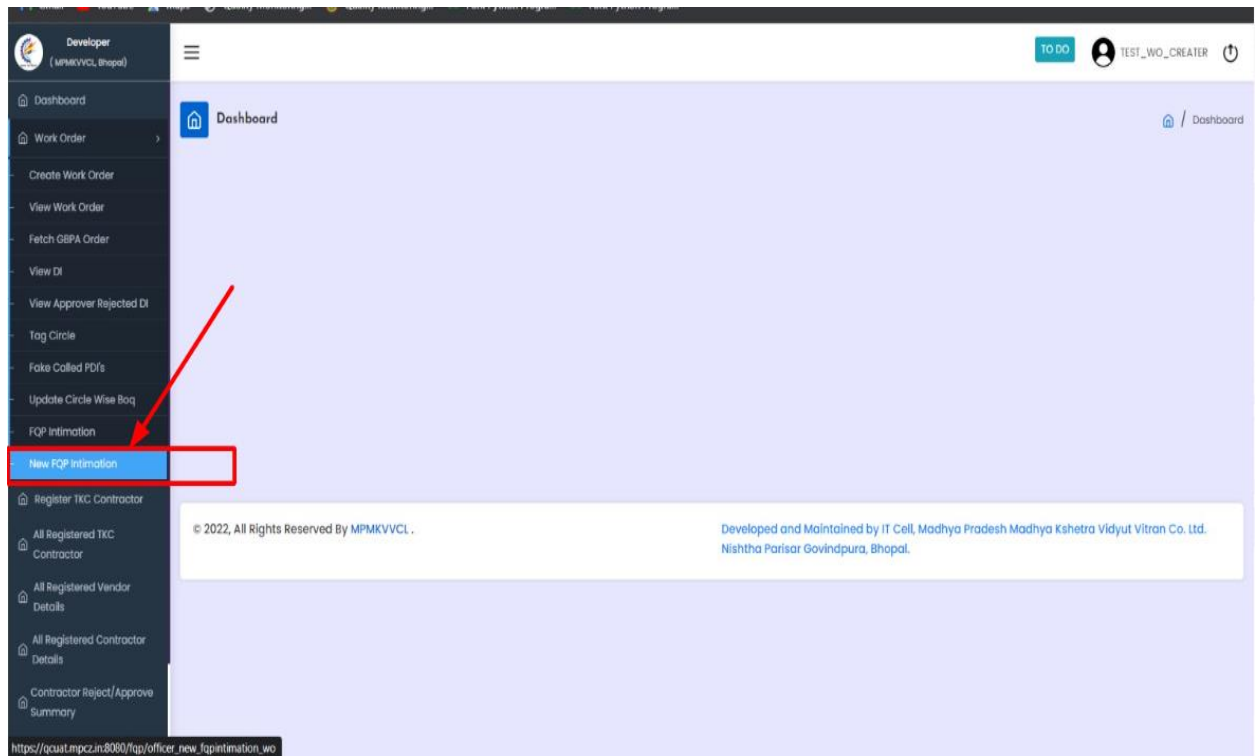 Developer
( MPMKVVCL, Bhopal)
TO DO
TEST_WO_CREATER
Dashboard
Work Order
Create Work Order
View Work Order
Fetch GBPA Order
View DI
View Approver Rejected DI
Tag Circle
Fake Called PDI's
Update Circle Wise Boq
FQP Intimation
New FQP Intimation
Register TKC Contractor
All Registered TKC
Contractor
All Registered Vendor
Details
All Registered Contractor
Details
Contractor Reject/Approve
Summary
Dashboard
/ Dashboard
© 2022, All Rights Reserved By MPMKVVCL .
Developed and Maintained by IT Cell, Madhya Pradesh Madhya Kshetra Vidyut Vitran Co. Ltd.
Nishtha Parisar Govindpura, Bhopal.
https://qcuat.mpcz.in:8080/fqp/officer_new_fqpintimation_wo